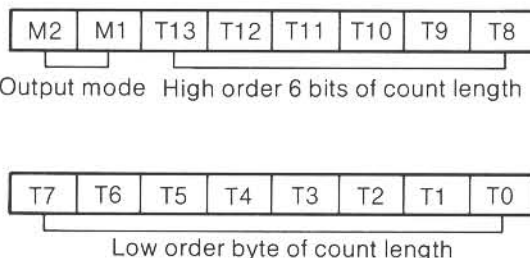 M2 M1 T13 T12 T11 T10 T9 T8
Output mode High order 6 bits of count length
T7 T6 T5 T4 T3 T2 T1 T0
Low order byte of count length